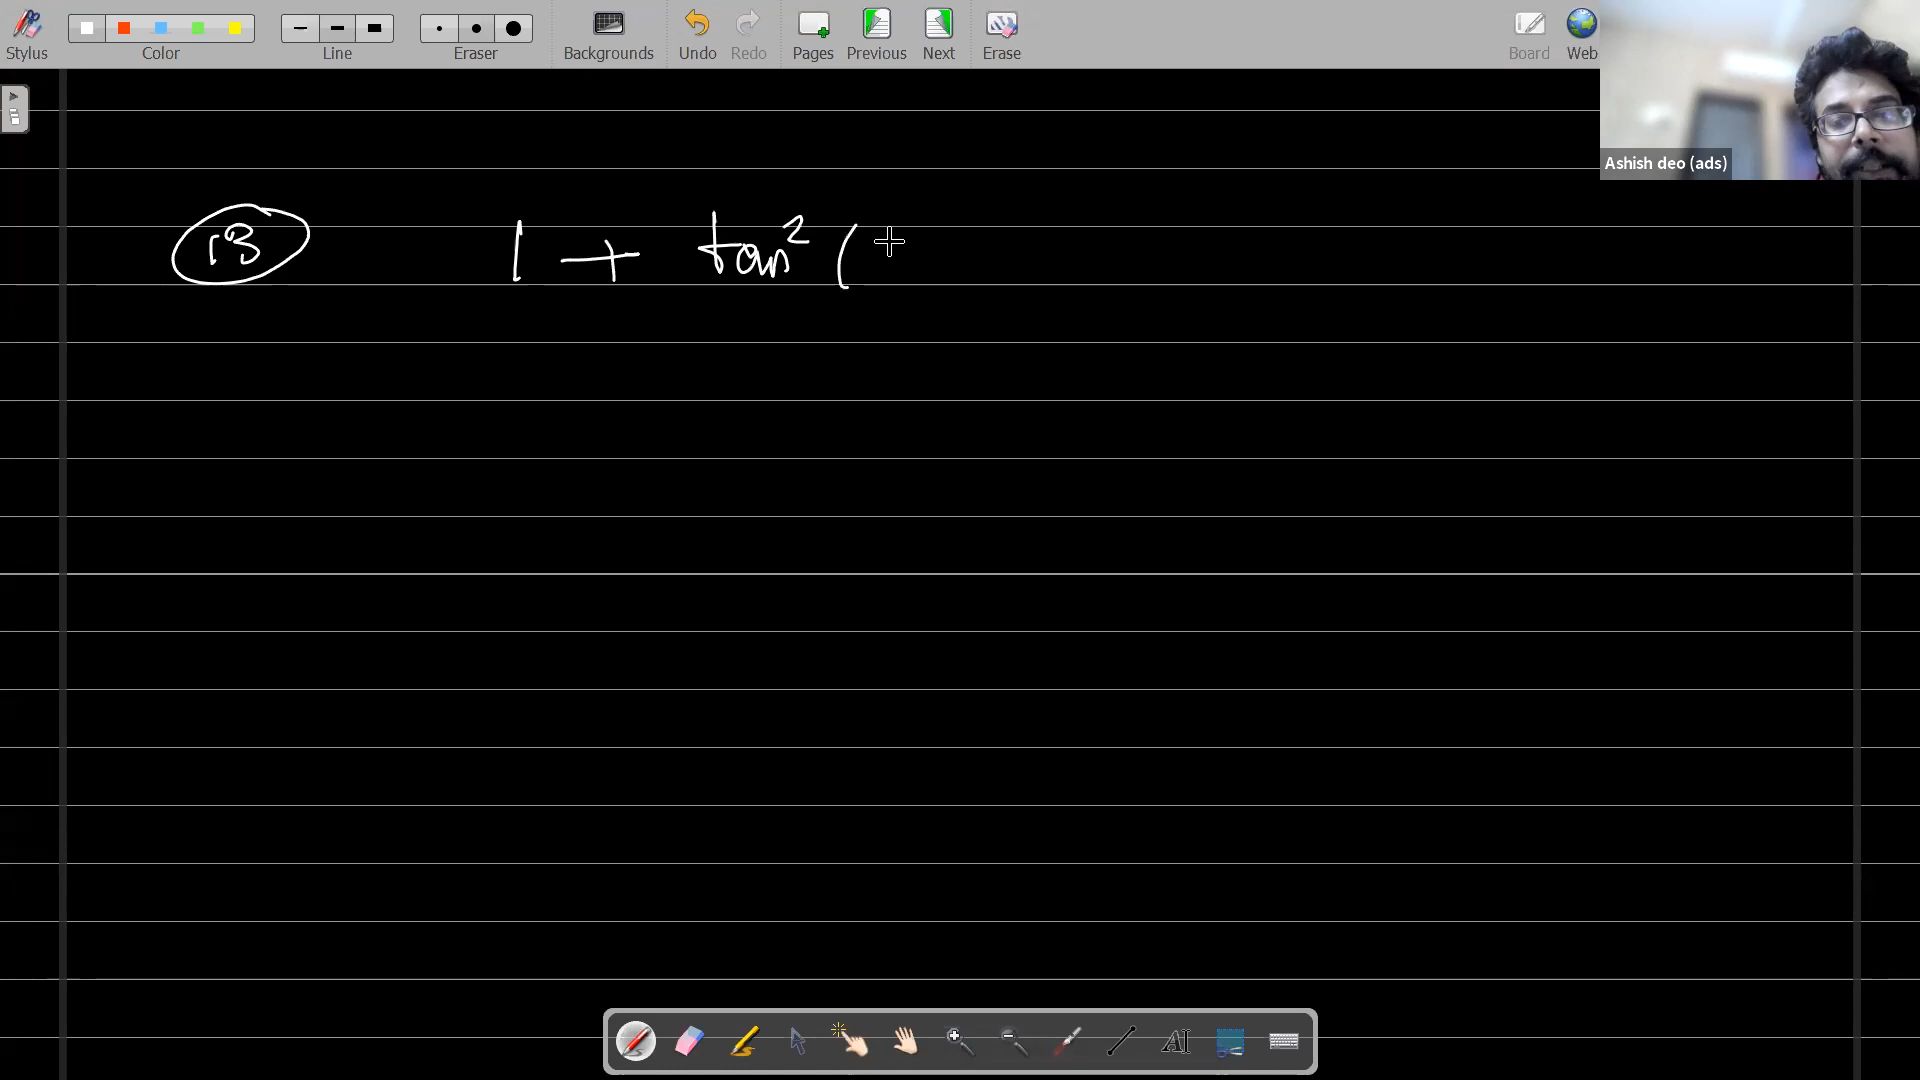 Stylus Color Line Eraser Backgrounds Undo Redo Pages Previous Next Erase Board Web
Ashish deo (ads)
13 1 + tan² (